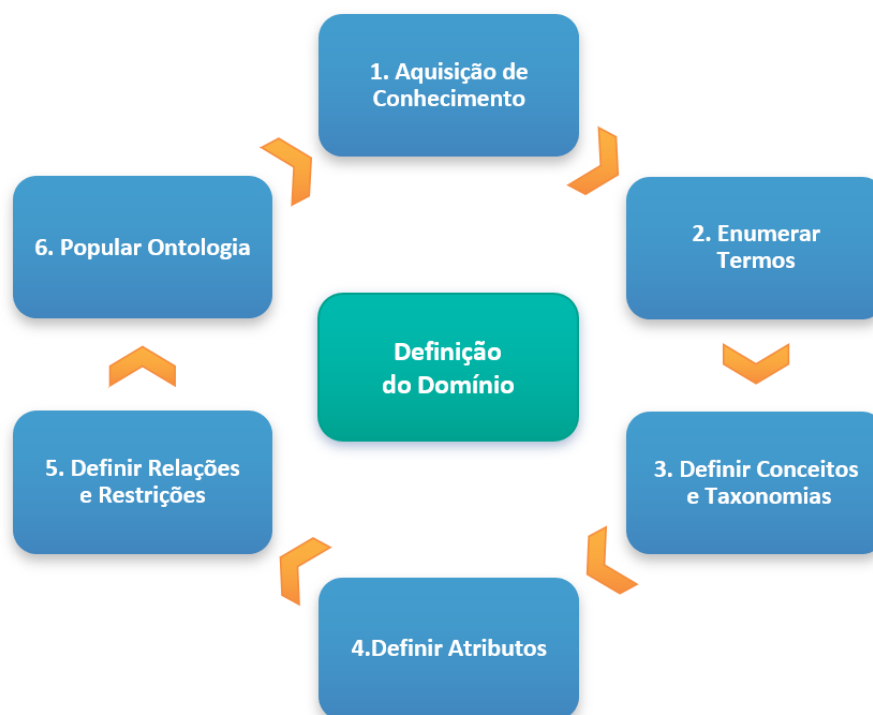 1. Aquisição de
Conhecimento
2. Enumerar
Termos
3. Definir Conceitos
e Taxonomias
4.Definir Atributos
5. Definir Relações
e Restrições
6. Popular Ontologia
Definição
do Domínio